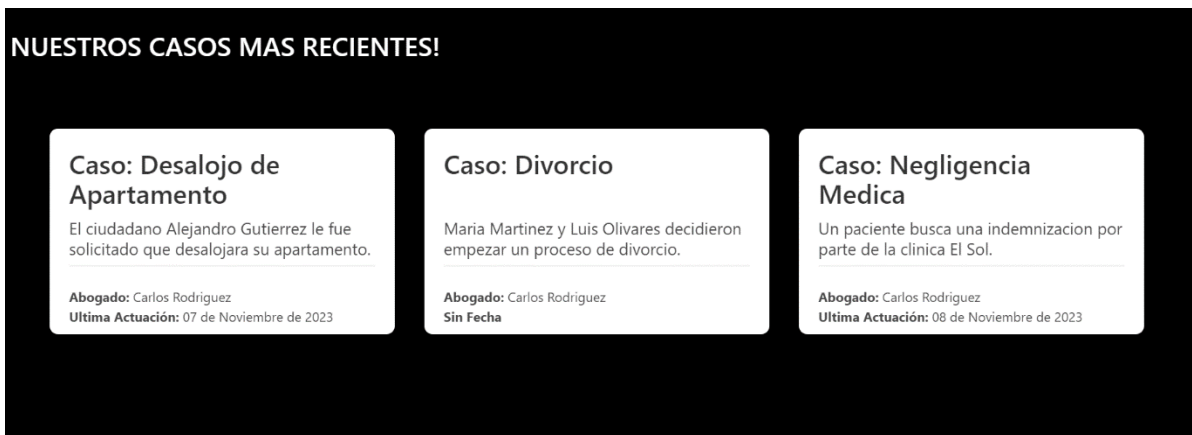 NUESTROS CASOS MAS RECIENTES!
Caso: Desalojo de
Apartamento
El ciudadano Alejandro Gutierrez le fue
solicitado que desalojara su apartamento.
Abogado: Carlos Rodriguez
Ultima Actuación: 07 de Noviembre de 2023
Caso: Divorcio
Maria Martinez y Luis Olivares decidieron
empezar un proceso de divorcio.
Abogado: Carlos Rodriguez
Sin Fecha
Caso: Negligencia
Medica
Un paciente busca una indemnizacion por
parte de la clinica El Sol.
Abogado: Carlos Rodriguez
Ultima Actuación: 08 de Noviembre de 2023